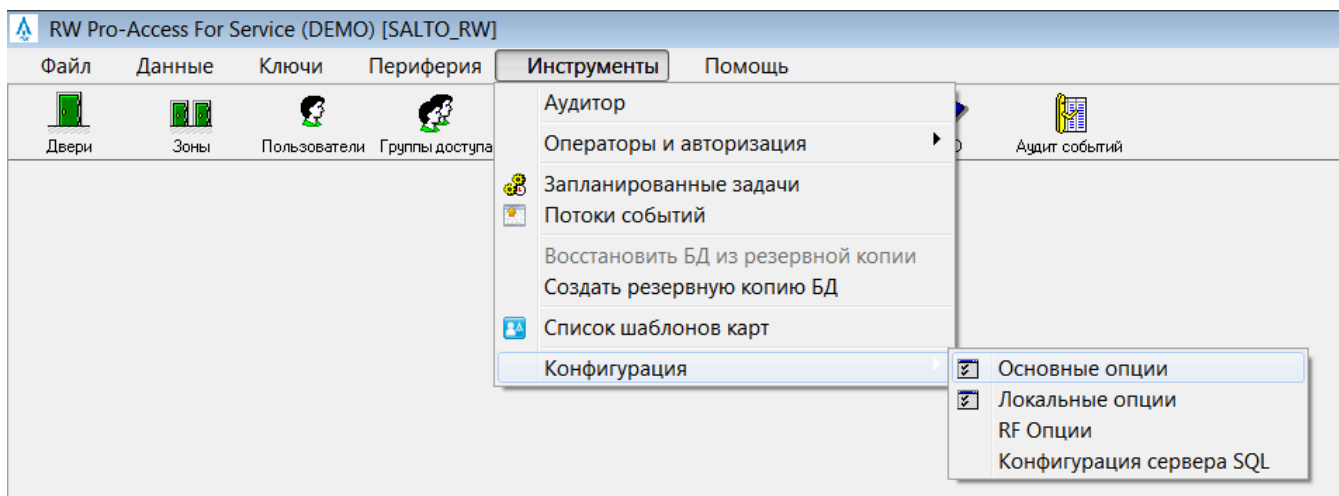 RW Pro-Access For Service (DEMO) [SALTO_RW]
Файл Данные Ключи Периферия Инструменты Помощь
Двери Зоны Пользователи Группы доступа Аудит событий
Аудитор
Операторы и авторизация
Запланированные задачи
Потоки событий
Восстановить БД из резервной копии
Создать резервную копию БД
Список шаблонов карт
Конфигурация
Основные опции
Локальные опции
RF Опции
Конфигурация сервера SQL